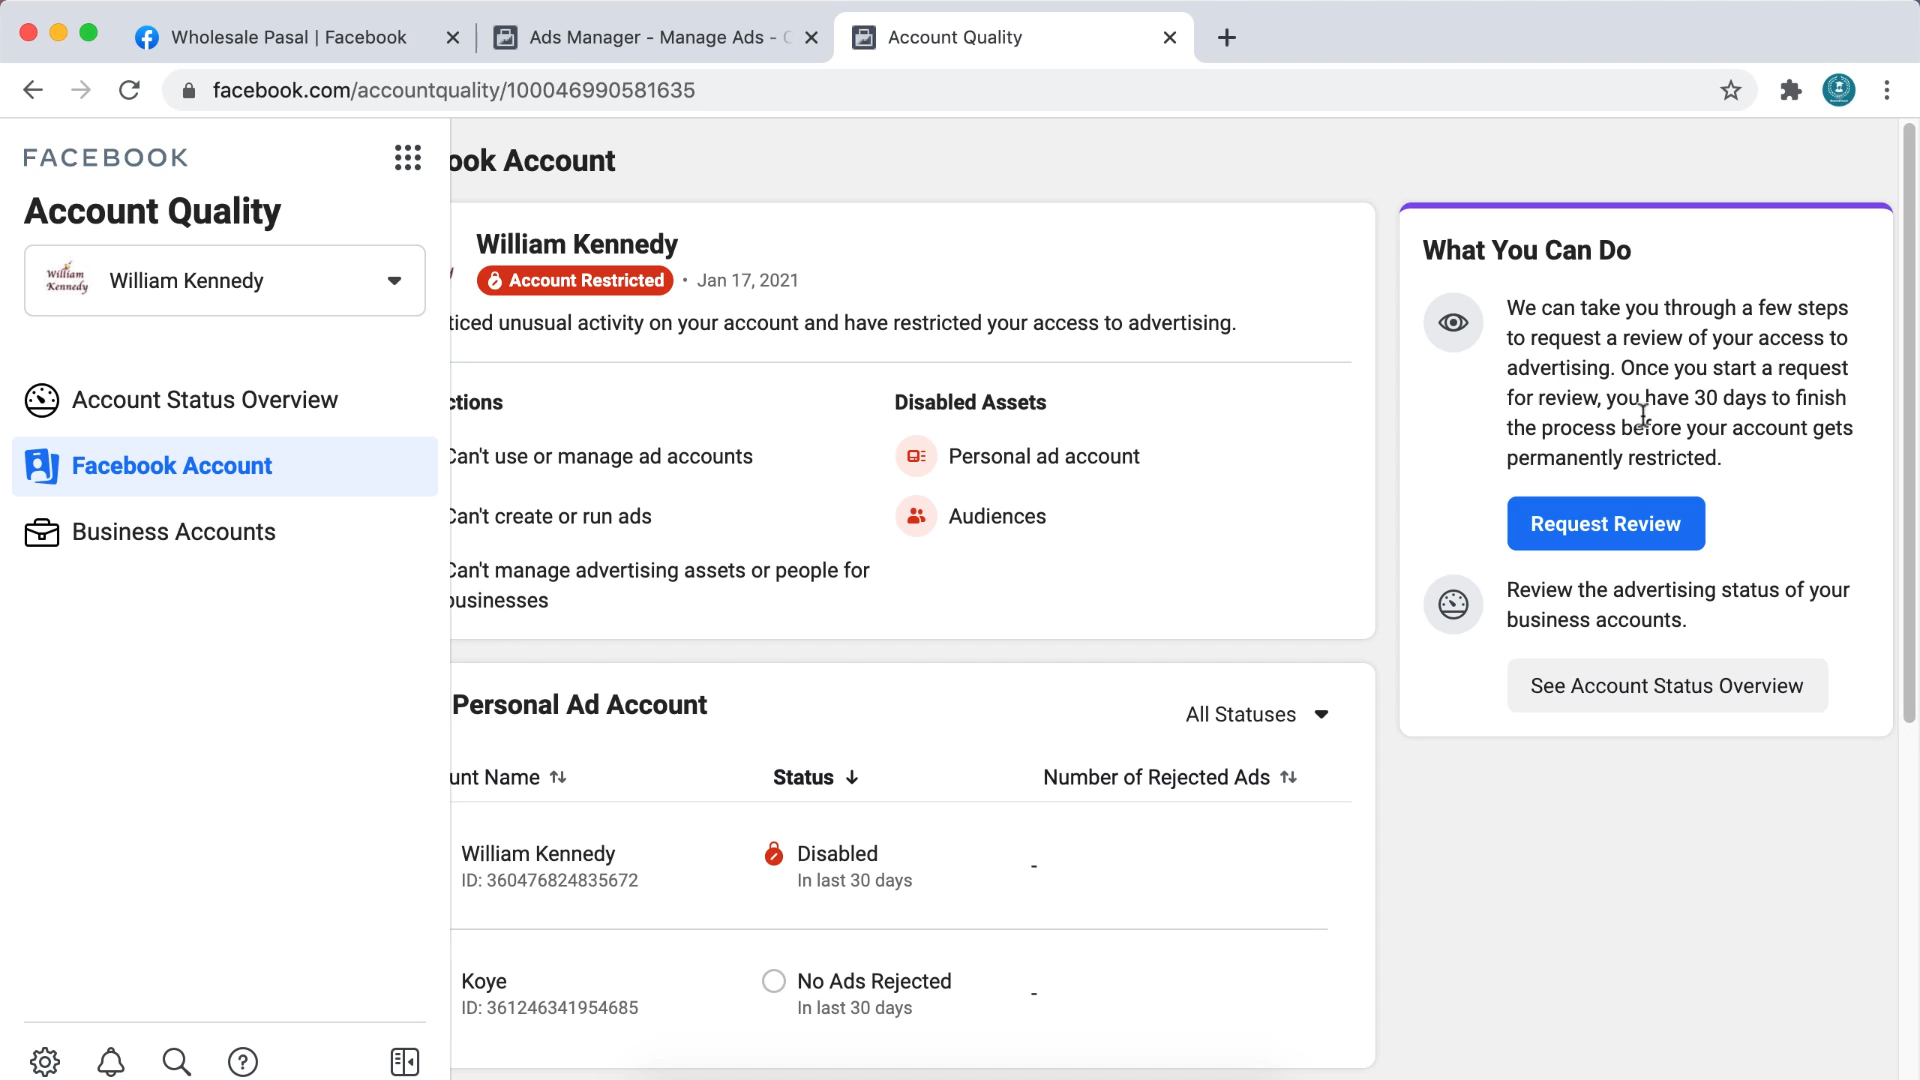 Wholesale Pasal | Facebook
Ads Manager - Manage Ads -
Account Quality
facebook.com/accountquality/100046990581635
FACEBOOK
Account Quality
William Kennedy
William Kennedy
Account Status Overview
Facebook Account
Business Accounts
ook Account
William Kennedy
Account Restricted · Jan 17, 2021
ticed unusual activity on your account and have restricted your access to advertising.
ctions
Can't use or manage ad accounts
Can't create or run ads
Can't manage advertising assets or people for
businesses
Disabled Assets
Personal ad account
Audiences
Personal Ad Account
All Statuses
unt Name
Status
Number of Rejected Ads
William Kennedy
ID: 360476824835672
Disabled
In last 30 days
-
Koye
ID: 361246341954685
No Ads Rejected
In last 30 days
-
What You Can Do
We can take you through a few steps
to request a review of your access to
advertising. Once you start a request
for review, you have 30 days to finish
the process before your account gets
permanently restricted.
Request Review
Review the advertising status of your
business accounts.
See Account Status Overview